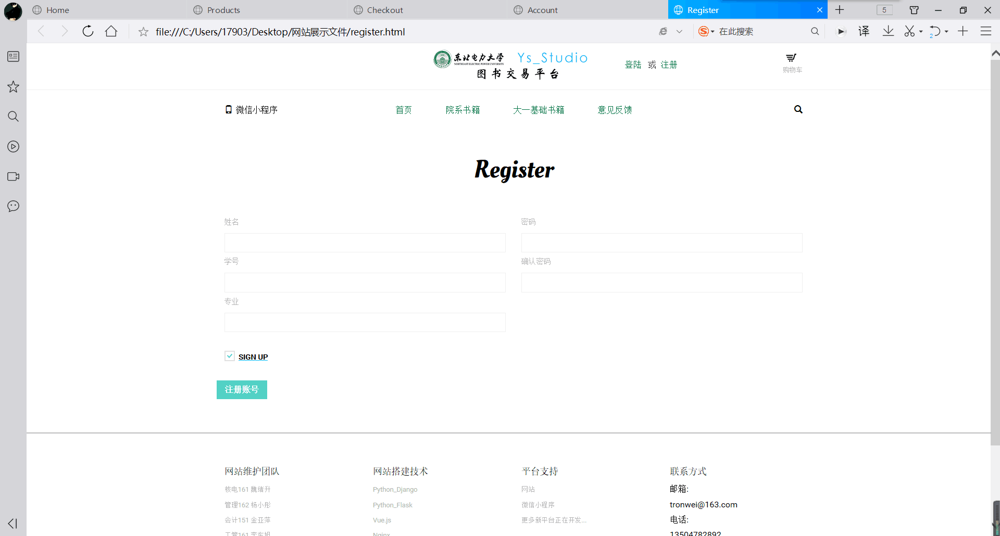 Home
Products
Checkout
Account
Register
5
file:///C:/Users/17903/Desktop/网站展示文件/register.html
在此搜索
译
2
东北电力大学
NORTHEAST ELECTRIC POWER UNIVERSITY
Ys_Studio
图书交易平台
登陆 或 注册
购物车
微信小程序
首页
院系书籍
大一基础书籍
意见反馈
Register
姓名
密码
学号
确认密码
专业
SIGN UP
注册账号
网站维护团队
核电161 魏绪升
管理162 杨小彤
会计151 金亚萍
网站搭建技术
Python_Django
Python_Flask
Vue.js
Nginx
平台支持
网站
微信小程序
更多新平台正在开发...
联系方式
邮箱:
tronwei@163.com
电话:
13504782892